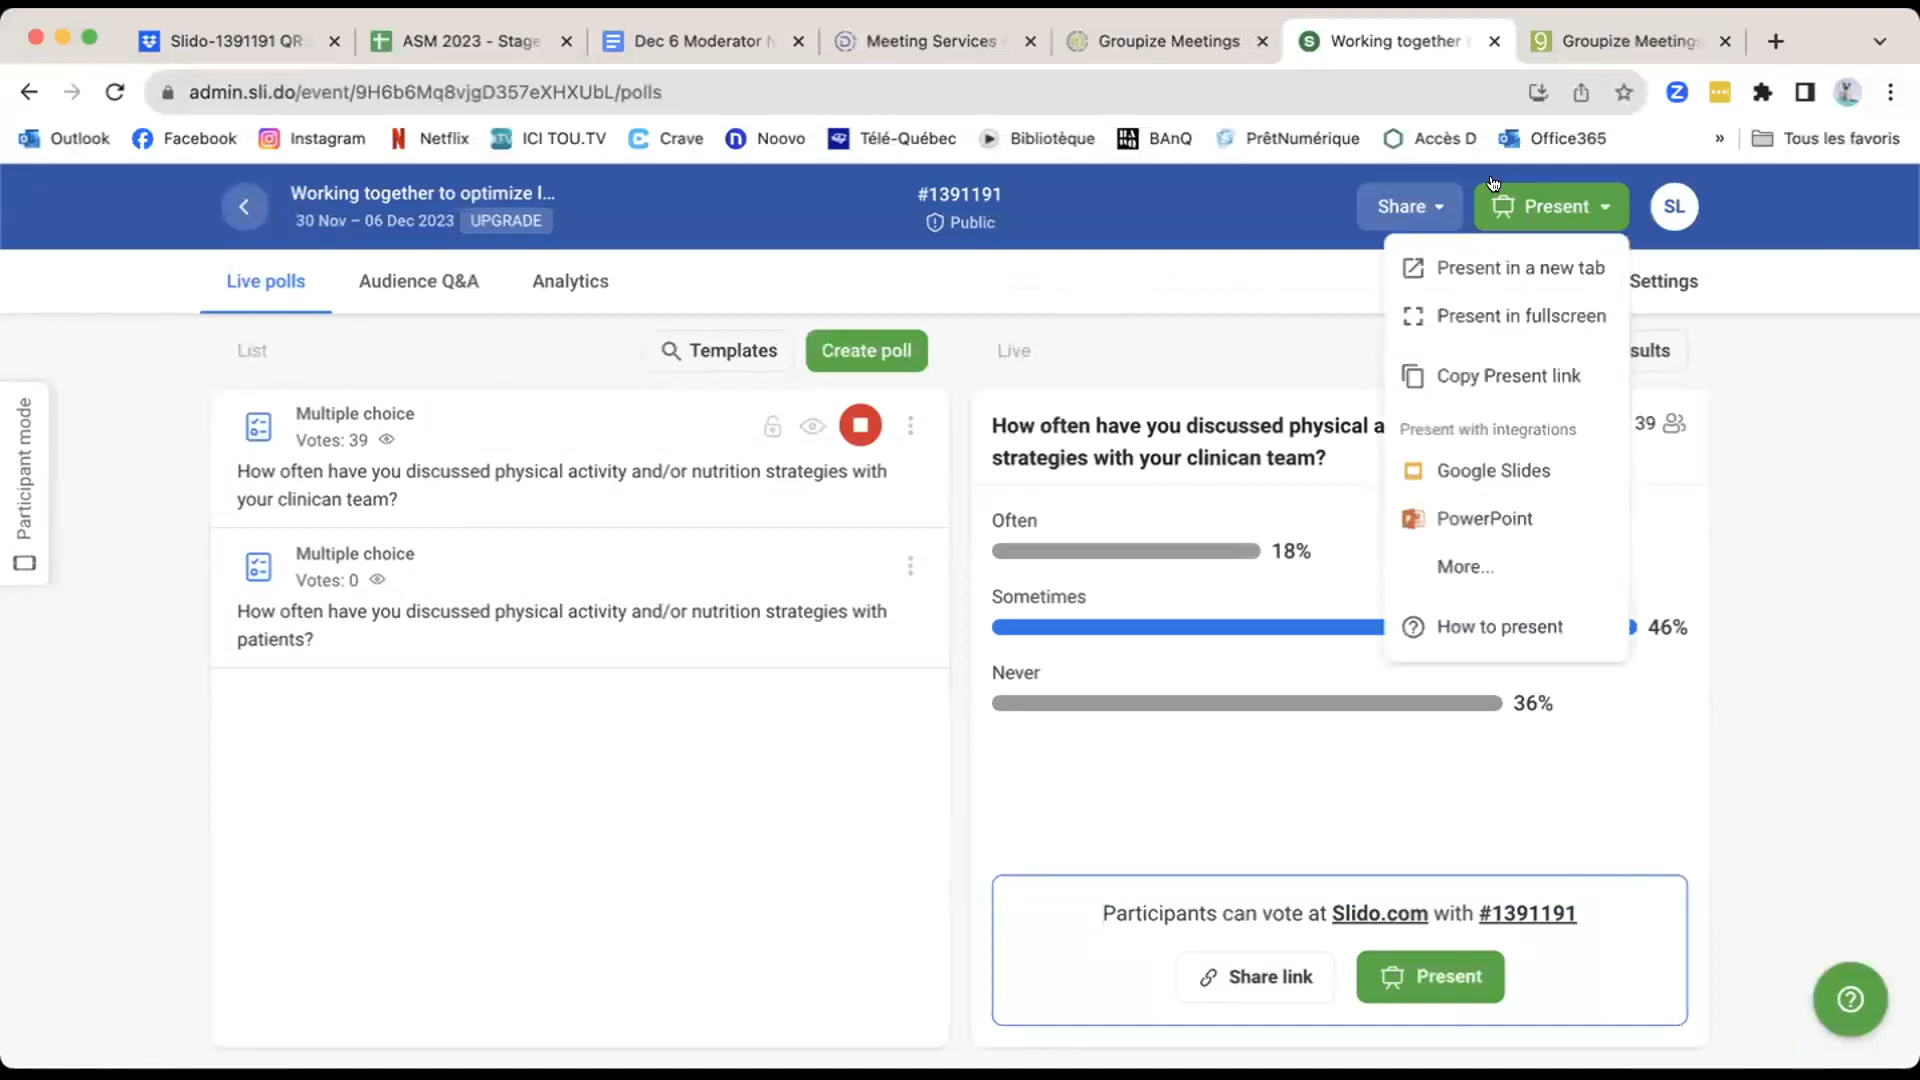 Slido-1391191 QR
ASM 2023 - Stage
Dec 6 Moderator N
Meeting Services
Groupize Meetings
Working together
Groupize Meetings
admin.sli.do/event/9H6b6Mq8vjgD357eXHXUbL/polls
Outlook
Facebook
Instagram
Netflix
ICI TOU.TV
Crave
Noovo
Télé-Québec
Bibliotèque
BAnQ
PrêtNumérique
Accès D
Office365
»
Tous les favoris
Working together to optimize l...
30 Nov – 06 Dec 2023 UPGRADE
#1391191
Public
Share
Present
SL
Live polls
Audience Q&A
Analytics
Settings
Present in a new tab
Present in fullscreen
Copy Present link
Present with integrations
Google Slides
PowerPoint
More...
How to present
Participant mode
List
Templates
Create poll
Multiple choice
Votes: 39
How often have you discussed physical activity and/or nutrition strategies with
your clinican team?
Multiple choice
Votes: 0
How often have you discussed physical activity and/or nutrition strategies with
patients?
Live
sults
How often have you discussed physical a
strategies with your clinican team?
39
Often
18%
Sometimes
46%
Never
36%
Participants can vote at Slido.com with #1391191
Share link
Present